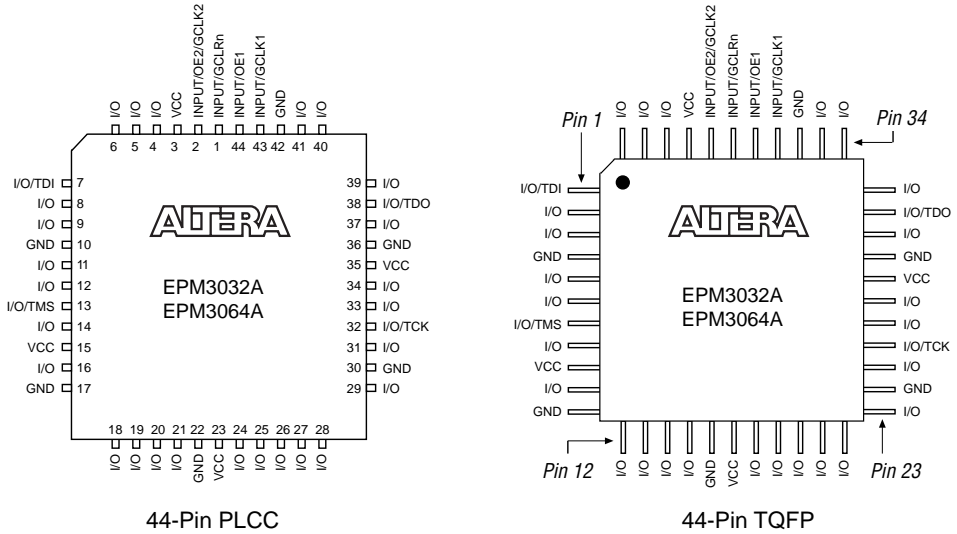 I/O I/O I/O VCC INPUT/OE2/GCLK2 INPUT/GCLRn INPUT/OE1 INPUT/GCLK1 GND I/O I/O
6 5 4 3 2 1 44 43 42 41 40
I/O/TDI 7
I/O 8
I/O 9
GND 10
I/O 11
I/O 12
I/O/TMS 13
I/O 14
VCC 15
I/O 16
GND 17
ALTERA
EPM3032A
EPM3064A
39 I/O
38 I/O/TDO
37 I/O
36 GND
35 VCC
34 I/O
33 I/O
32 I/O/TCK
31 I/O
30 GND
29 I/O
18 19 20 21 22 23 24 25 26 27 28
I/O I/O I/O I/O GND VCC I/O I/O I/O I/O I/O
44-Pin PLCC
I/O I/O I/O VCC INPUT/OE2/GCLK2 INPUT/GCLRn INPUT/OE1 INPUT/GCLK1 GND I/O I/O
Pin 1
Pin 34
I/O/TDI
I/O
I/O
GND
I/O
I/O
I/O/TMS
I/O
VCC
I/O
GND
ALTERA
EPM3032A
EPM3064A
I/O
I/O/TDO
I/O
GND
VCC
I/O
I/O
I/O/TCK
I/O
GND
I/O
Pin 12
Pin 23
I/O I/O I/O I/O GND VCC I/O I/O I/O I/O I/O
44-Pin TQFP